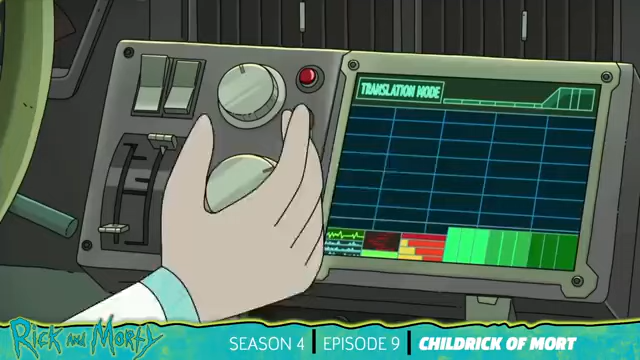 TRANSLATION MODE
Rick and Morty
SEASON 4 | EPISODE 9 | CHILDRICK OF MORT